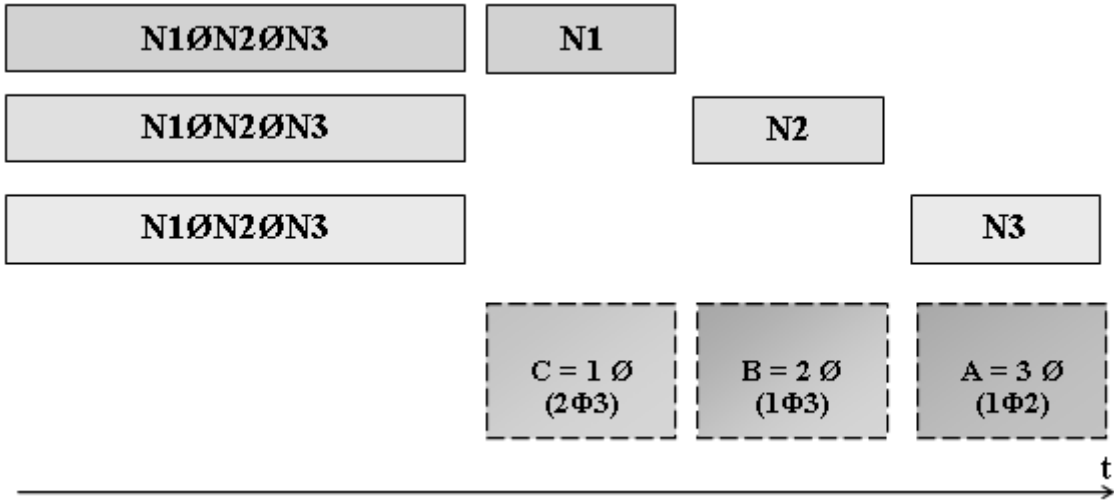 N1ØN2ØN3 N1
N1ØN2ØN3 N2
N1ØN2ØN3 N3
C = 1 Ø B = 2 Ø A = 3 Ø
(2Φ3) (1Φ3) (1Φ2)
t